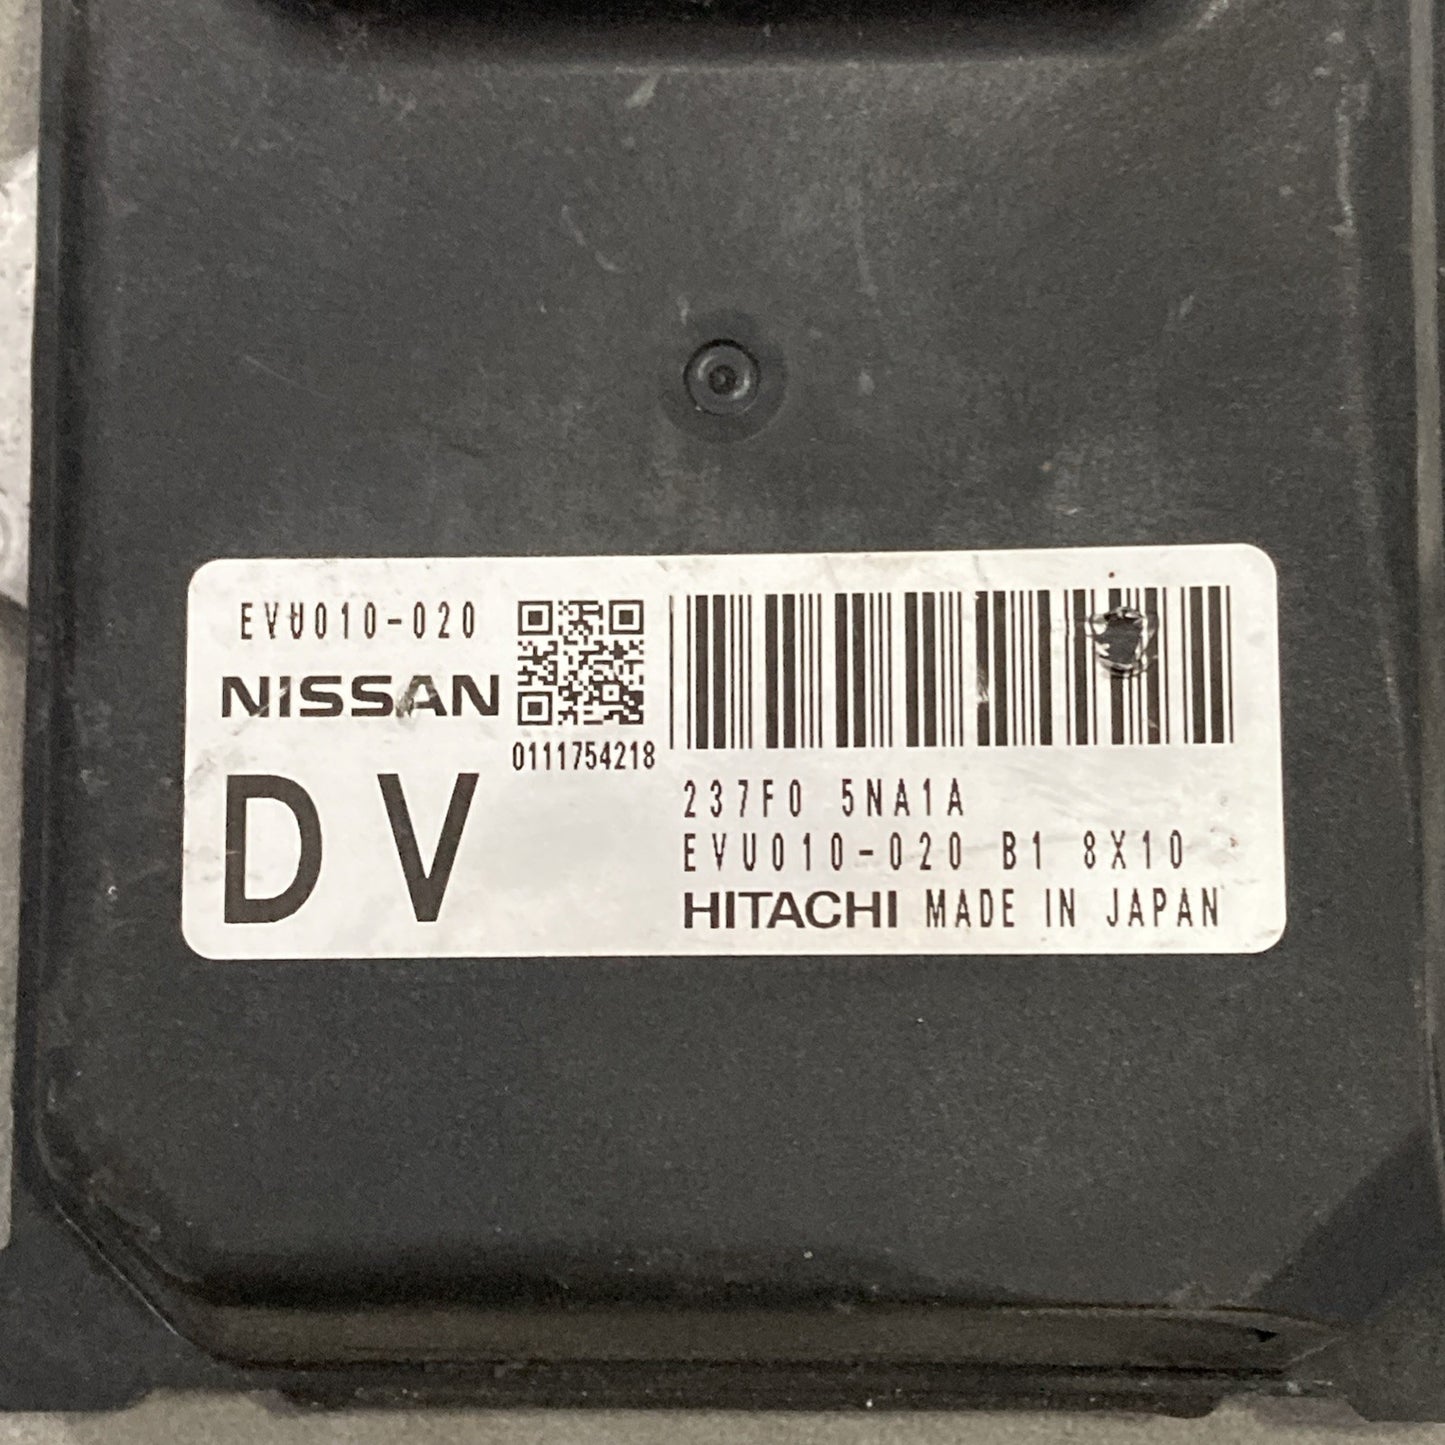 EVU010-020
NISSAN
0111754218
DV
237F0 5NA1A
EVU010-020 B1 8X10
HITACHI MADE IN JAPAN